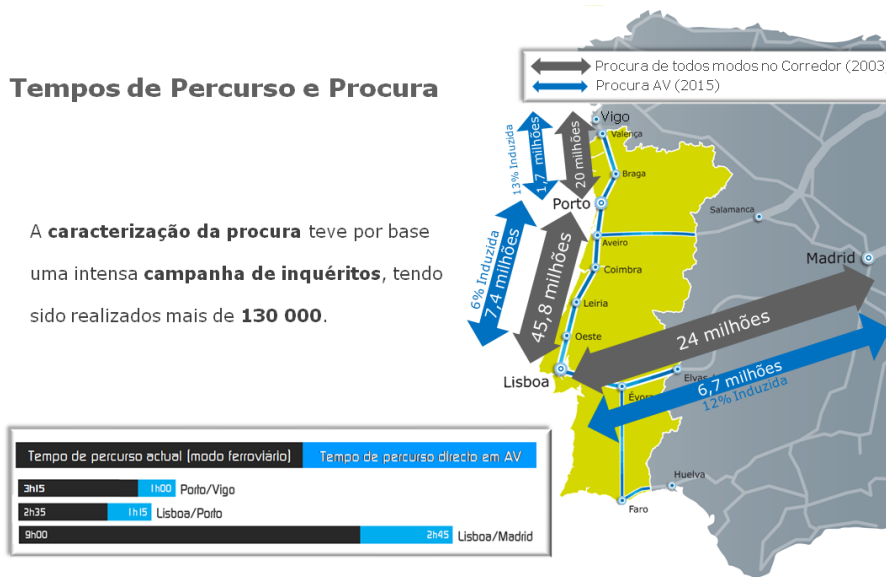 Procura de todos modos no Corredor (2003)
Procura AV (2015)
Tempos de Percurso e Procura
A caracterização da procura teve por base
uma intensa campanha de inquéritos, tendo
sido realizados mais de 130 000.
Vigo
Valença
13% Induzida
1,7 milhões
20 milhões
Braga
Porto
Salamanca
Aveiro
Madrid
6% Induzida
7,4 milhões
45,8 milhões
Coimbra
Leiria
Oeste
24 milhões
Lisboa
6,7 milhões
12% Induzida
Huelva
Faro
Tempo de percurso actual (modo ferroviário)
Tempo de percurso directo em AV
3h15 1h00 Porto/Vigo
2h35 1h15 Lisboa/Porto
9h00 2h45 Lisboa/Madrid